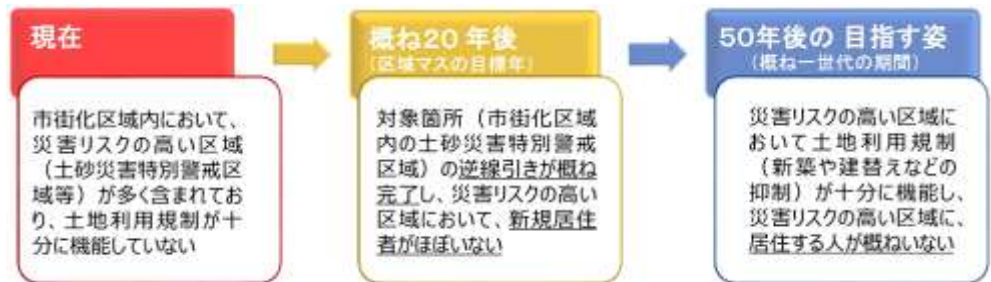 現在
市街化区域内において、
災害リスクの高い区域
（土砂災害特別警戒区
域等）が多く含まれてお
り、土地利用規制が十
分に機能していない
概ね20 年後
（区域マスの目標年）
対象箇所（市街化区域
内の土砂災害特別警戒
区域）の逆線引きが概ね
完了し、災害リスクの高い
区域において、新規居住
者がほぼいない
50年後の 目指す姿
（概ね一世代の期間）
災害リスクの高い区域に
おいて土地利用規制
（新築や建替えなどの
抑制）が十分に機能し、
災害リスクの高い区域に、
居住する人が概ねいない